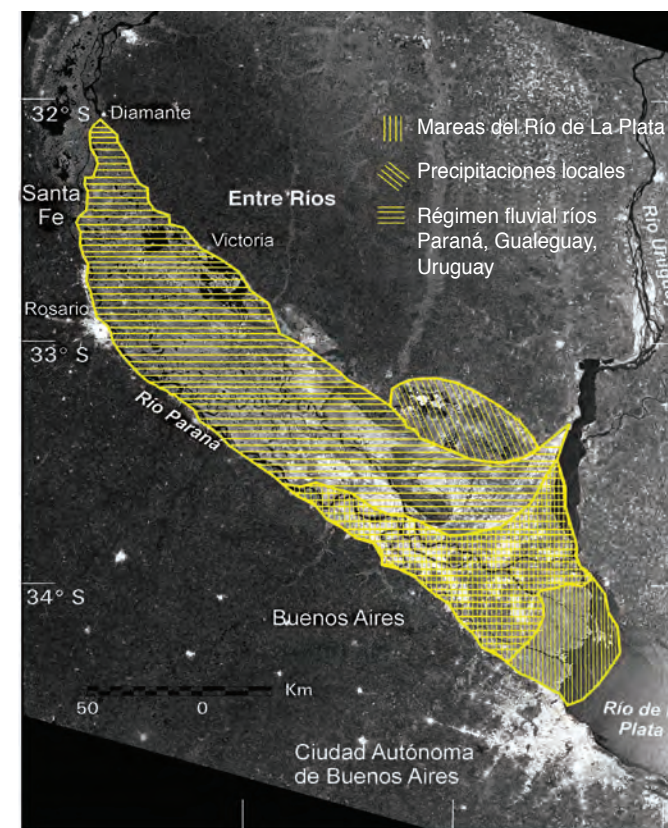 32° S
Diamante
Mareas del Río de La Plata
Precipitaciones locales
Santa
Fe
Entre Ríos
Régimen fluvial ríos
Paraná, Gualeguay,
Uruguay
Victoria
Río
Rosario
33° S
Río Paraná
34° S
Buenos Aires
Km
50
0
Río de
Plata
Ciudad Autónoma
de Buenos Aires